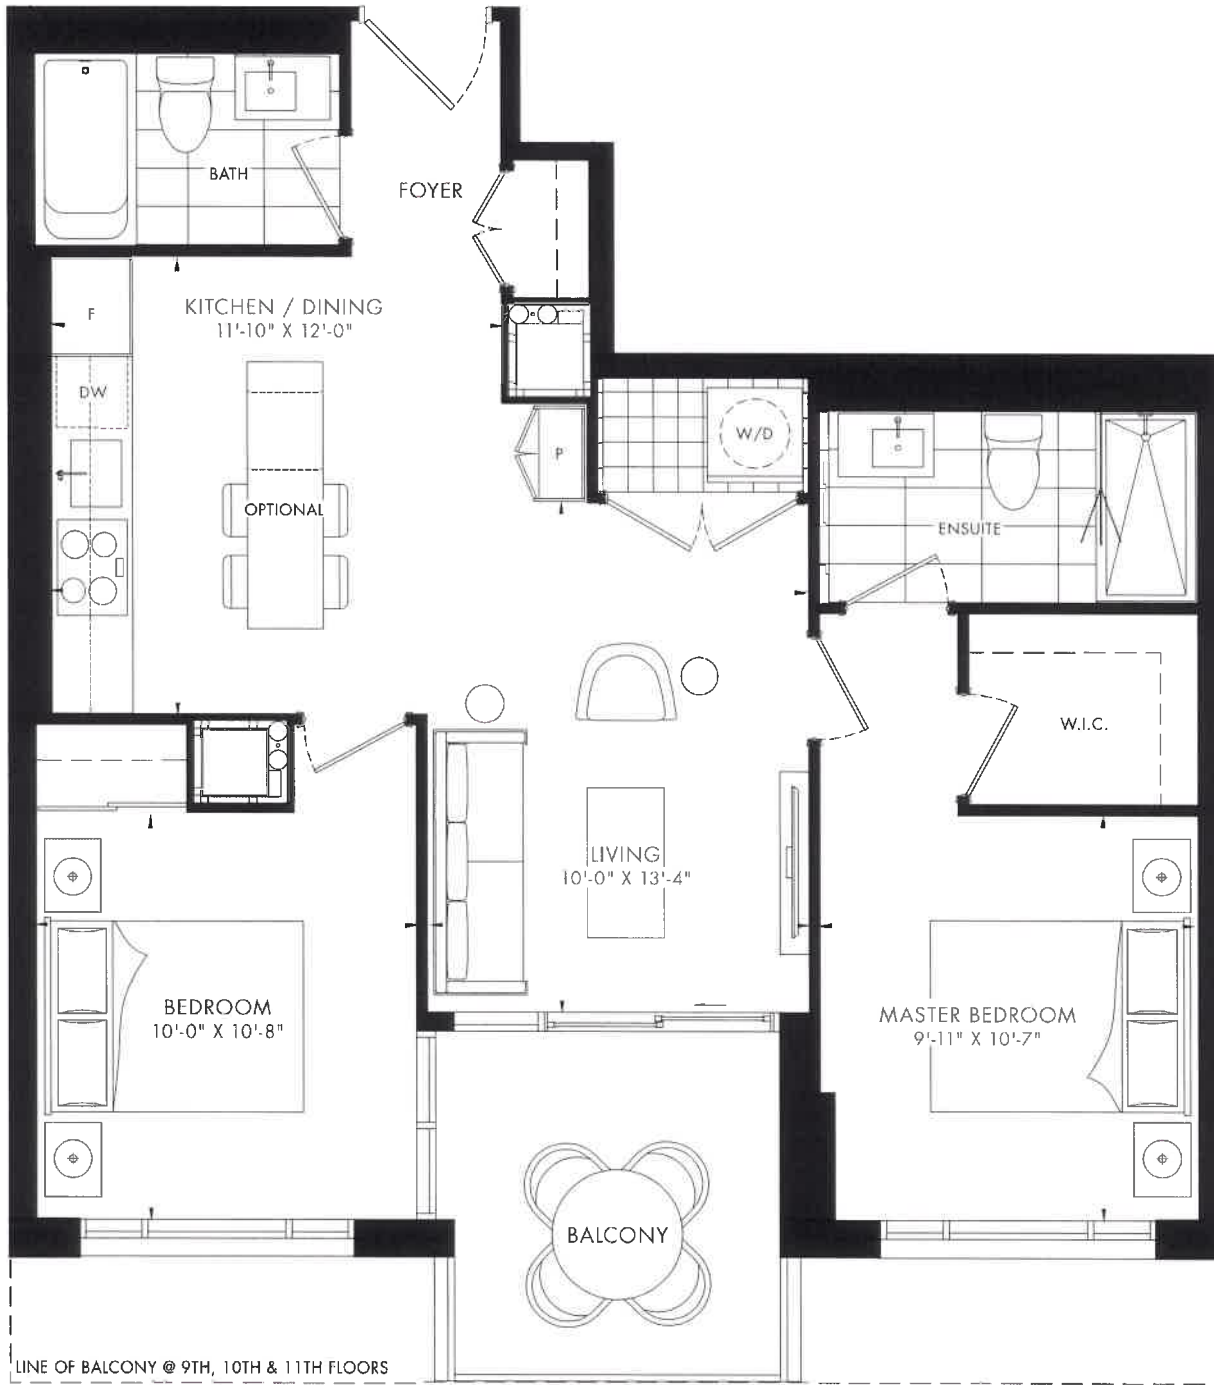 BATH
FOYER
KITCHEN / DINING
11'-10" X 12'-0"
F
DW
W/D
P
OPTIONAL
ENSUITE
W.I.C.
LIVING
10'-0" X 13'-4"
BEDROOM
10'-0" X 10'-8"
MASTER BEDROOM
9'-11" X 10'-7"
BALCONY
LINE OF BALCONY @ 9TH, 10TH & 11TH FLOORS